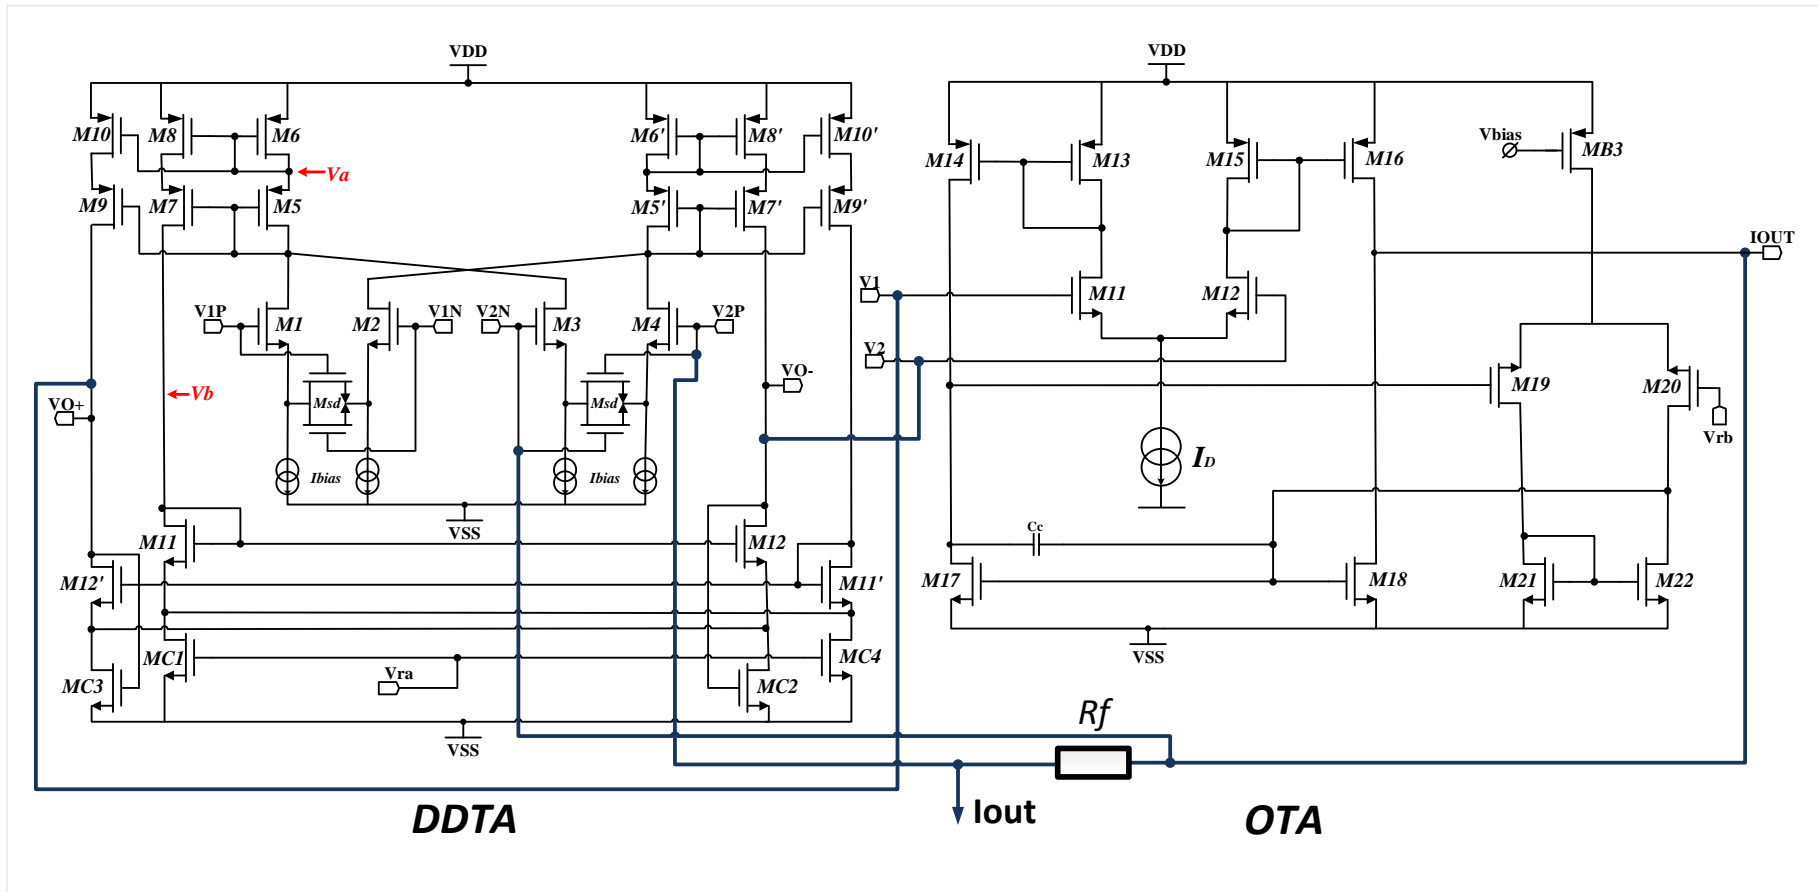 VDD
VDD
M10
M8
M6
M6'
M8'
M10'
Vbias
MB3
M14
M13
M15
M16
Va
M9
M7
M5
M5'
M7'
M9'
IOUT
V1
M11
M12
V1P
M1
M2
V1N
V2N
M3
M4
V2P
V2
M19
M20
VO-
Vb
Msd
Msd
VO+
Vrb
ID
Ibias
Ibias
VSS
Cc
M11
M12
M12'
M11'
M17
M18
M21
M22
MC1
MC4
VSS
Vra
MC3
MC2
Rf
VSS
Iout
DDTA
OTA